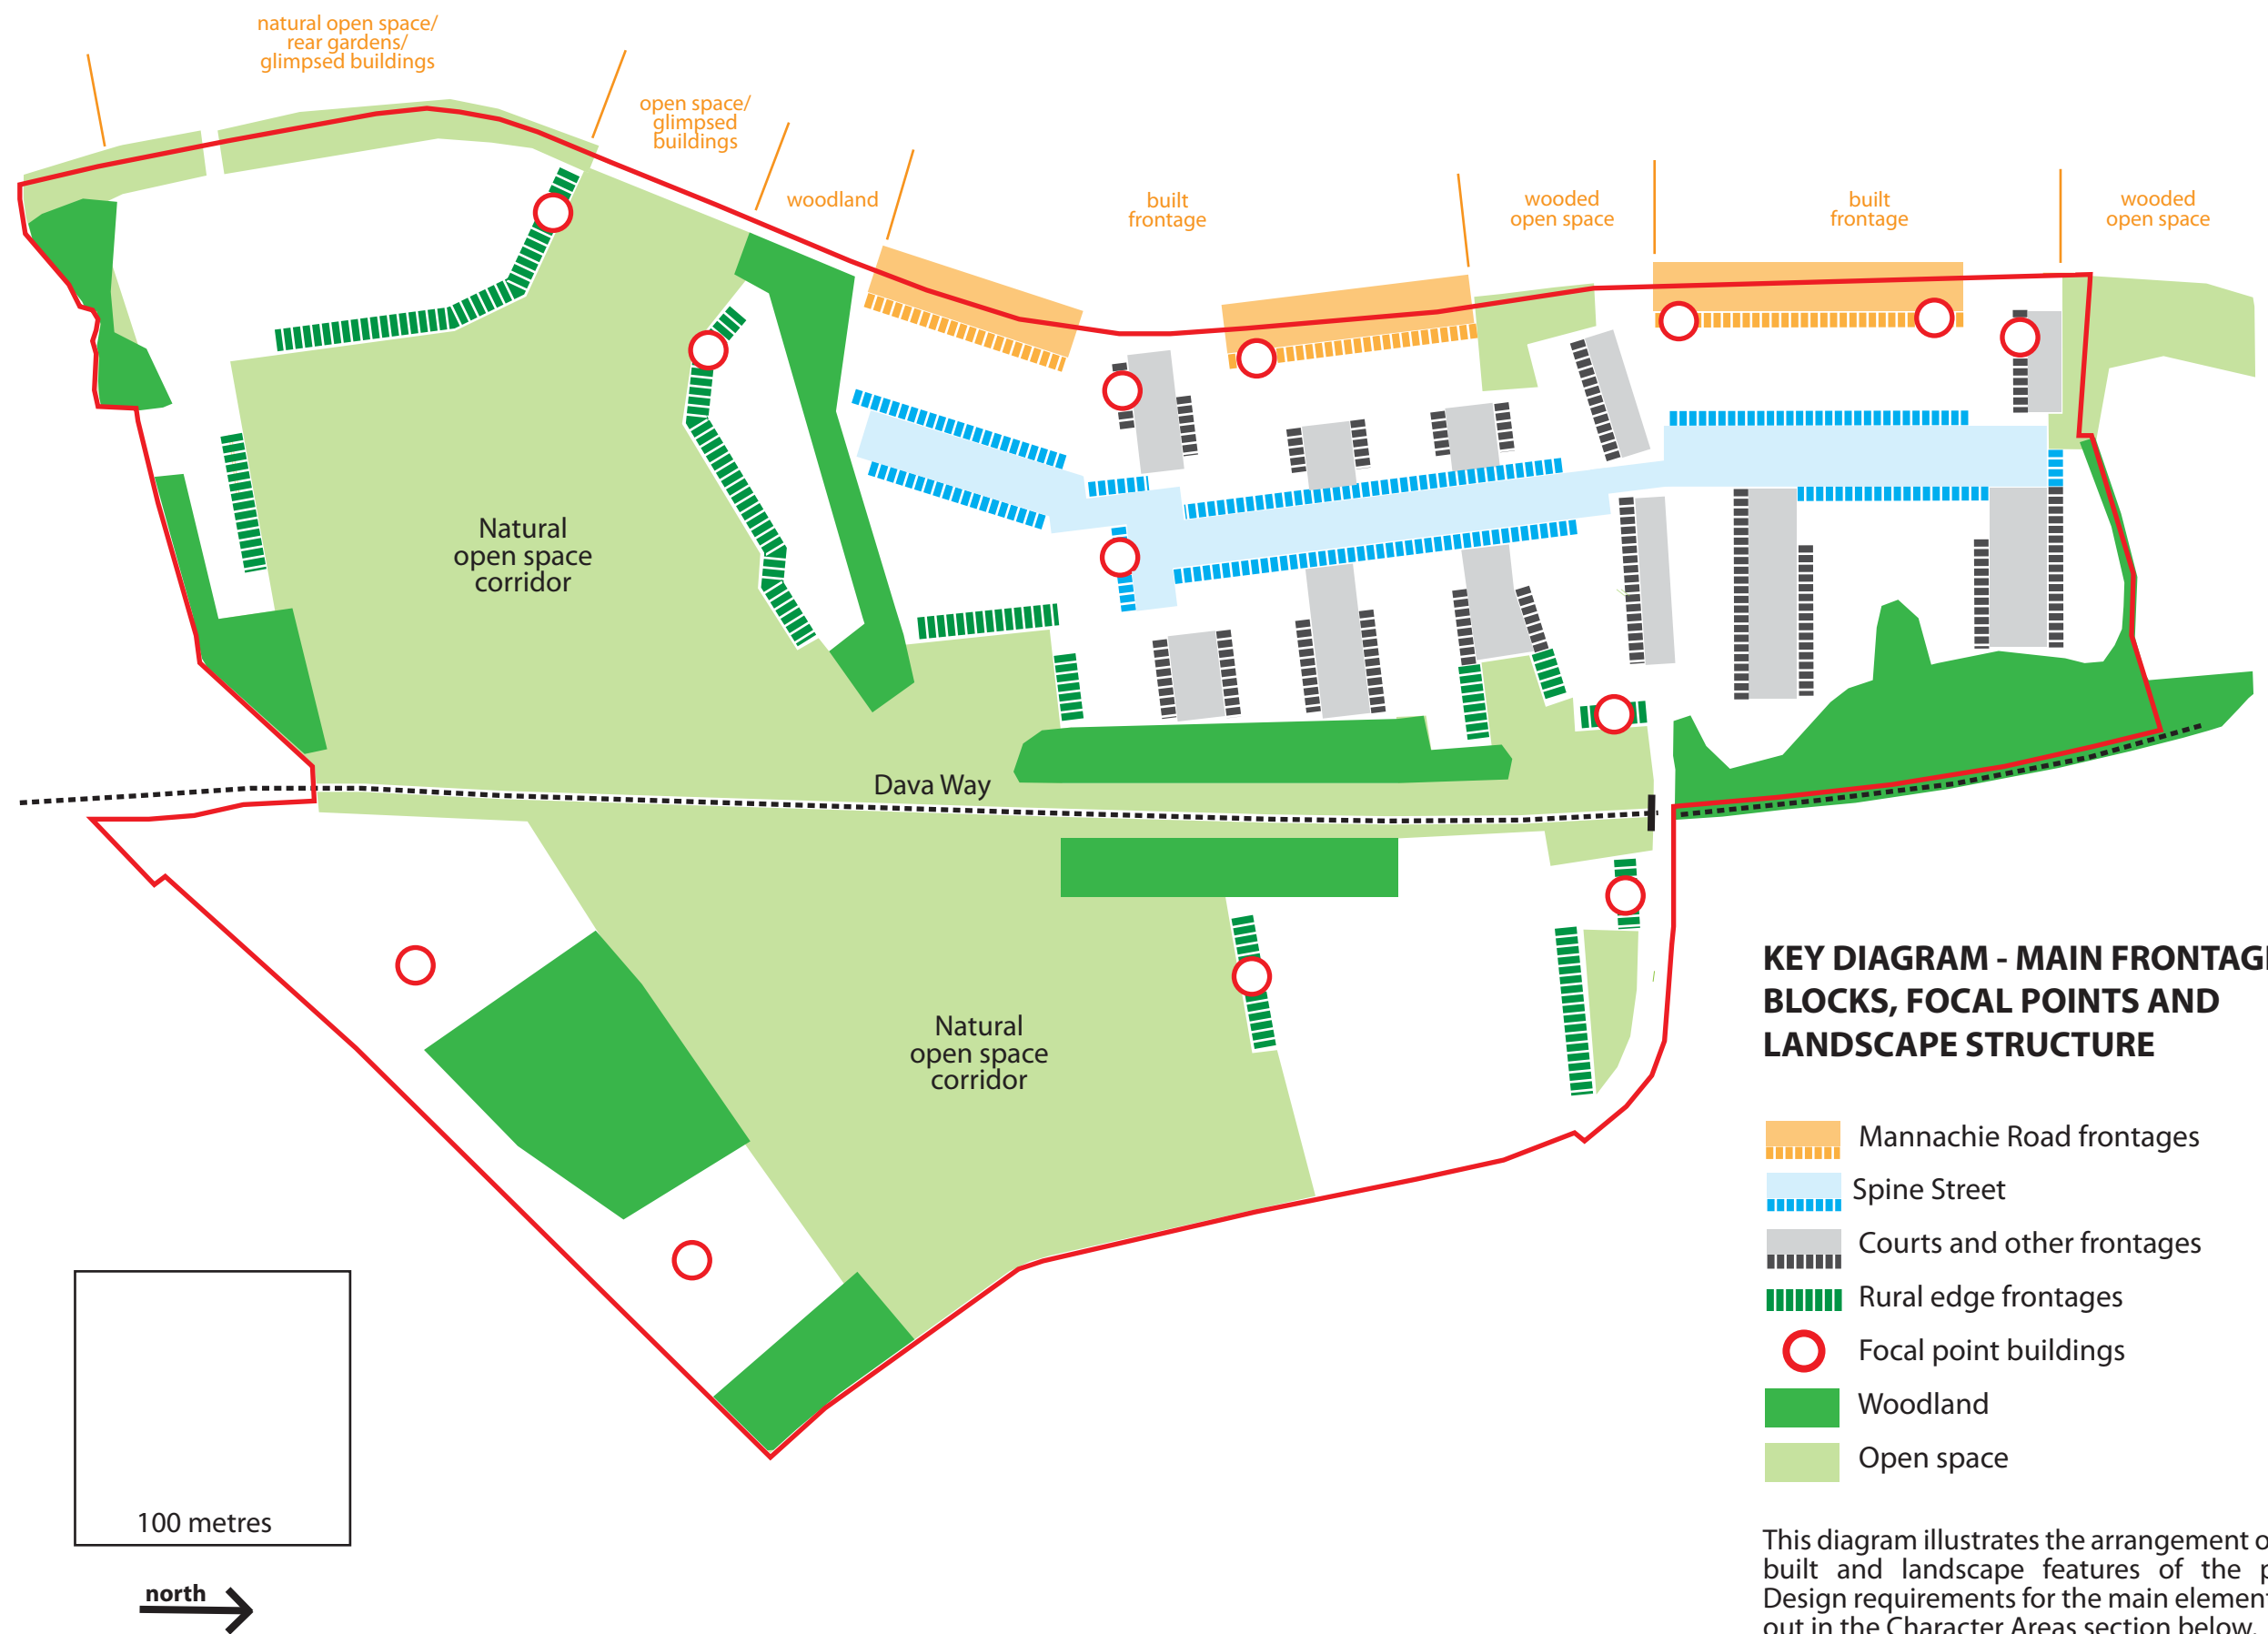 natural open space/
rear gardens/
glimpsed buildings
open space/
glimpsed
buildings
woodland
built
frontage
wooded
open space
built
frontage
wooded
open space
Natural
open space
corridor
Dava Way
Natural
open space
corridor
KEY DIAGRAM - MAIN FRONTAG
BLOCKS, FOCAL POINTS AND
LANDSCAPE STRUCTURE
Mannachie Road frontages
Spine Street
Courts and other frontages
Rural edge frontages
Focal point buildings
Woodland
Open space
100 metres
north
This diagram illustrates the arrangement o
built and landscape features of the p
Design requirements for the main element
out in the Character Areas section below.